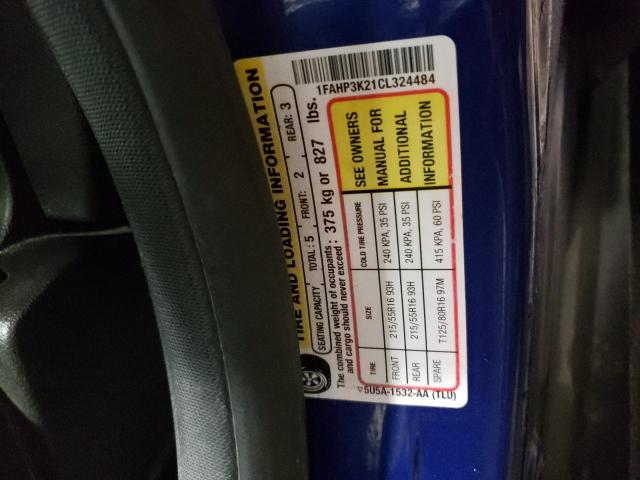 TIRE AND LOADING INFORMATION
SEATING CAPACITY TOTAL: 5 FRONT: 2 REAR: 3
The combined weight of occupants and cargo should never exceed: 375 kg or 827 lbs.
TIRE SIZE COLD TIRE PRESSURE
FRONT 215/55R16 93H 240 KPA, 35 PSI
REAR 215/55R16 93H 240 KPA, 35 PSI
SPARE T125/80R16 97M 415 KPA, 60 PSI
SEE OWNERS
MANUAL FOR
ADDITIONAL
INFORMATION
5U5A-1532-AA (TLU)
1FAHP3K21CL324484